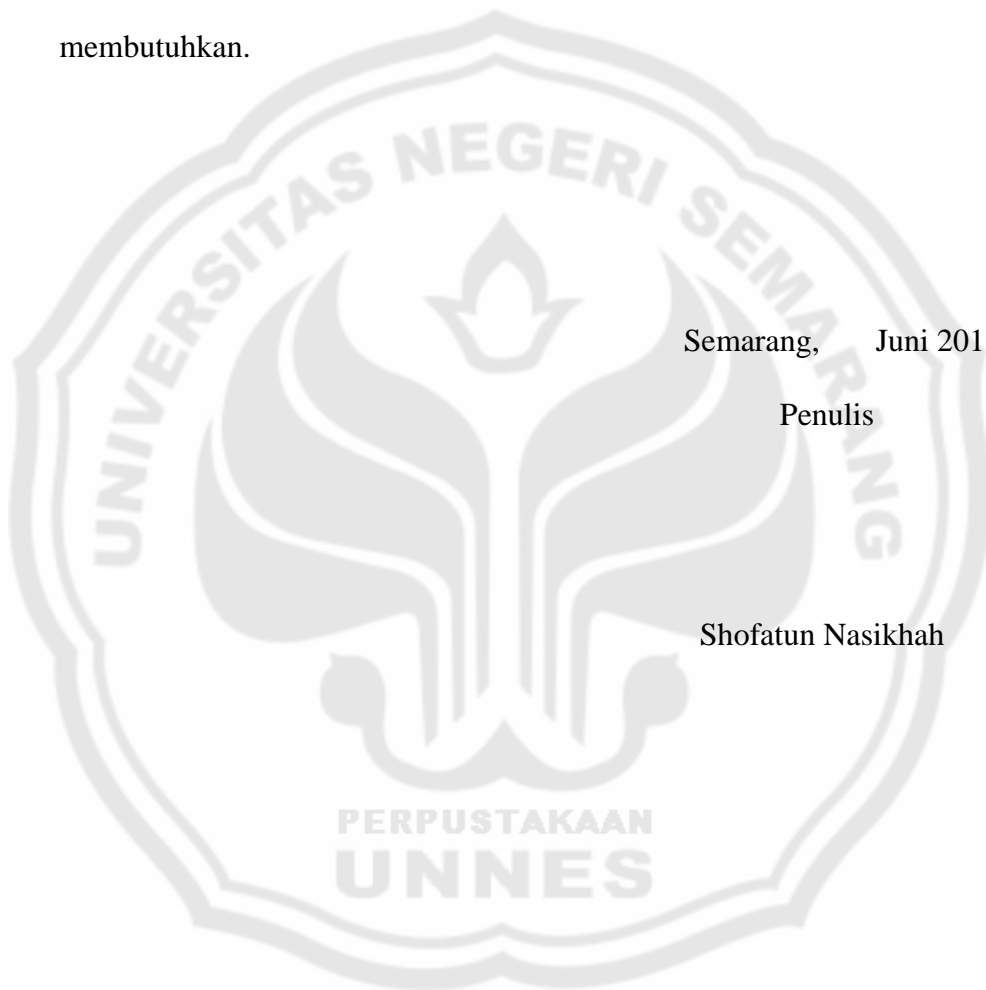 membutuhkan.
UNIVERSITAS NEGERI SEMARANG
Semarang, Juni 201
Penulis
Shofatun Nasikhah
PERPUSTAKAAN
UNNES